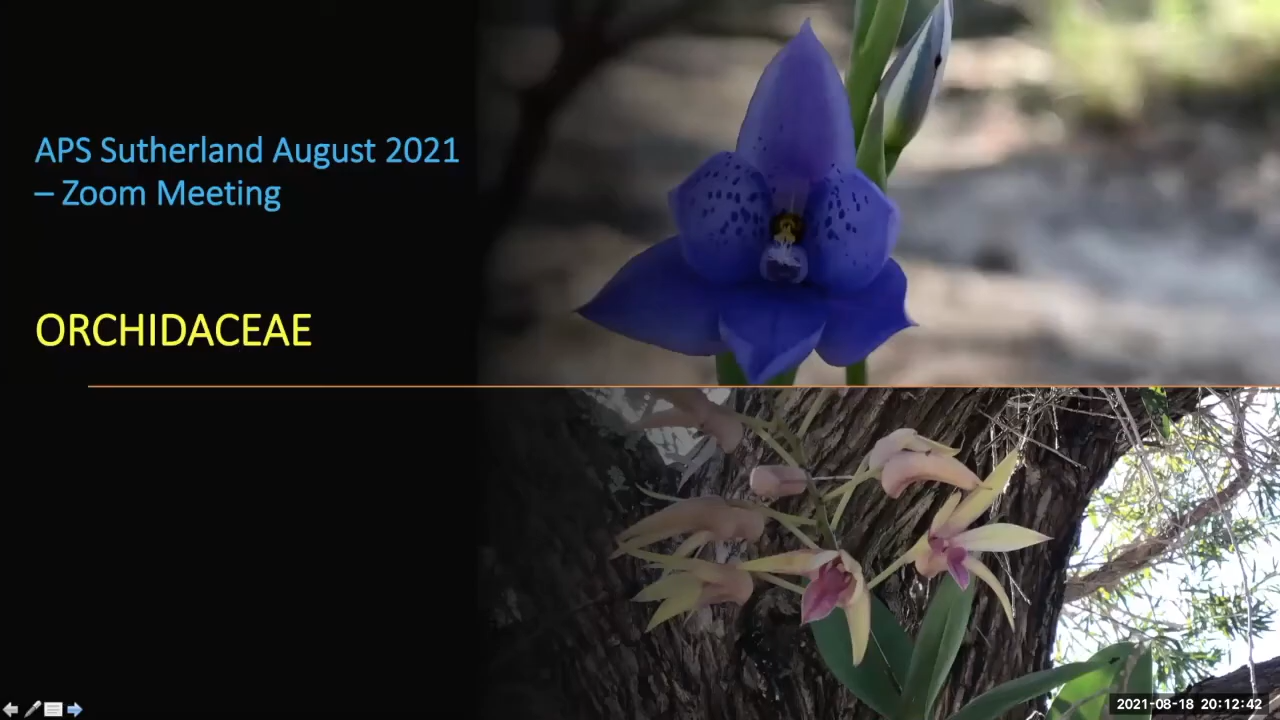 APS Sutherland August 2021
– Zoom Meeting
ORCHIDACEAE
2021-08-18 20:12:42